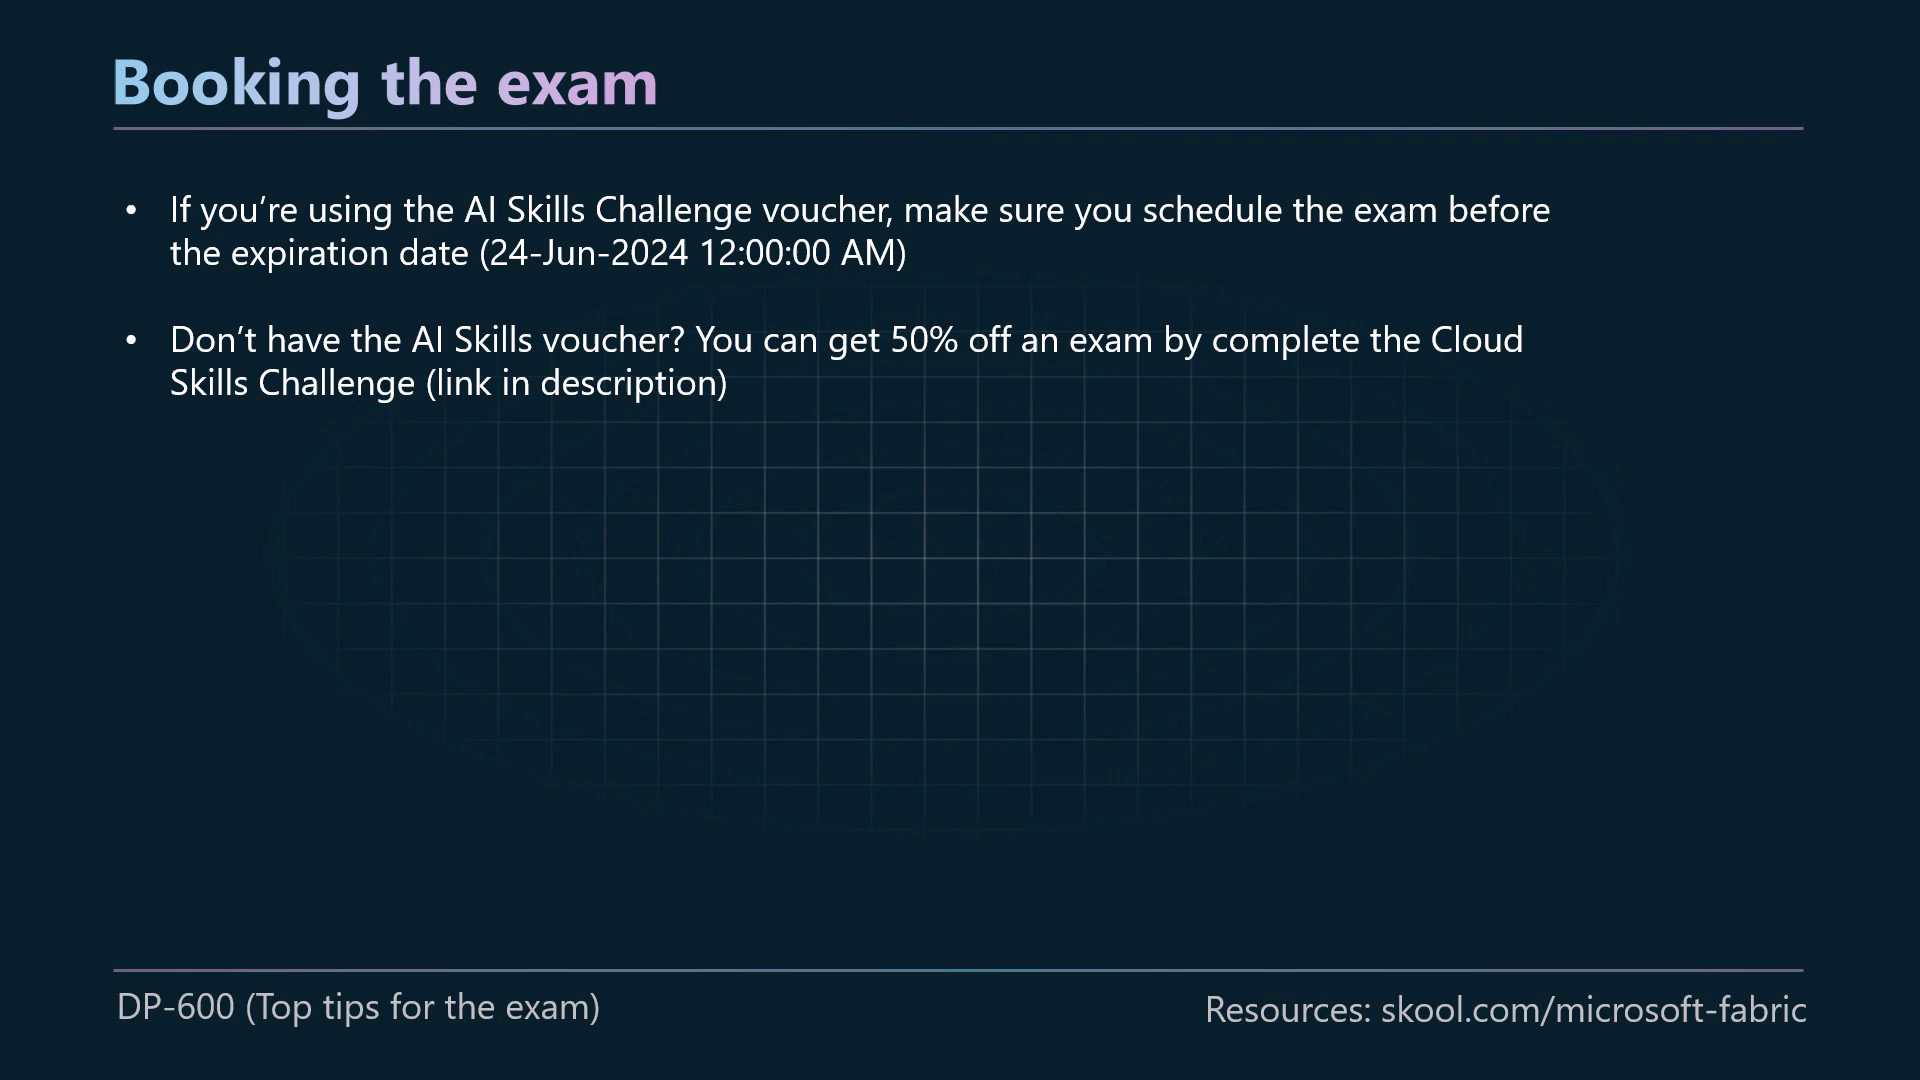 Booking the exam
• If you’re using the AI Skills Challenge voucher, make sure you schedule the exam before
the expiration date (24-Jun-2024 12:00:00 AM)
• Don’t have the AI Skills voucher? You can get 50% off an exam by complete the Cloud
Skills Challenge (link in description)
DP-600 (Top tips for the exam)
Resources: skool.com/microsoft-fabric